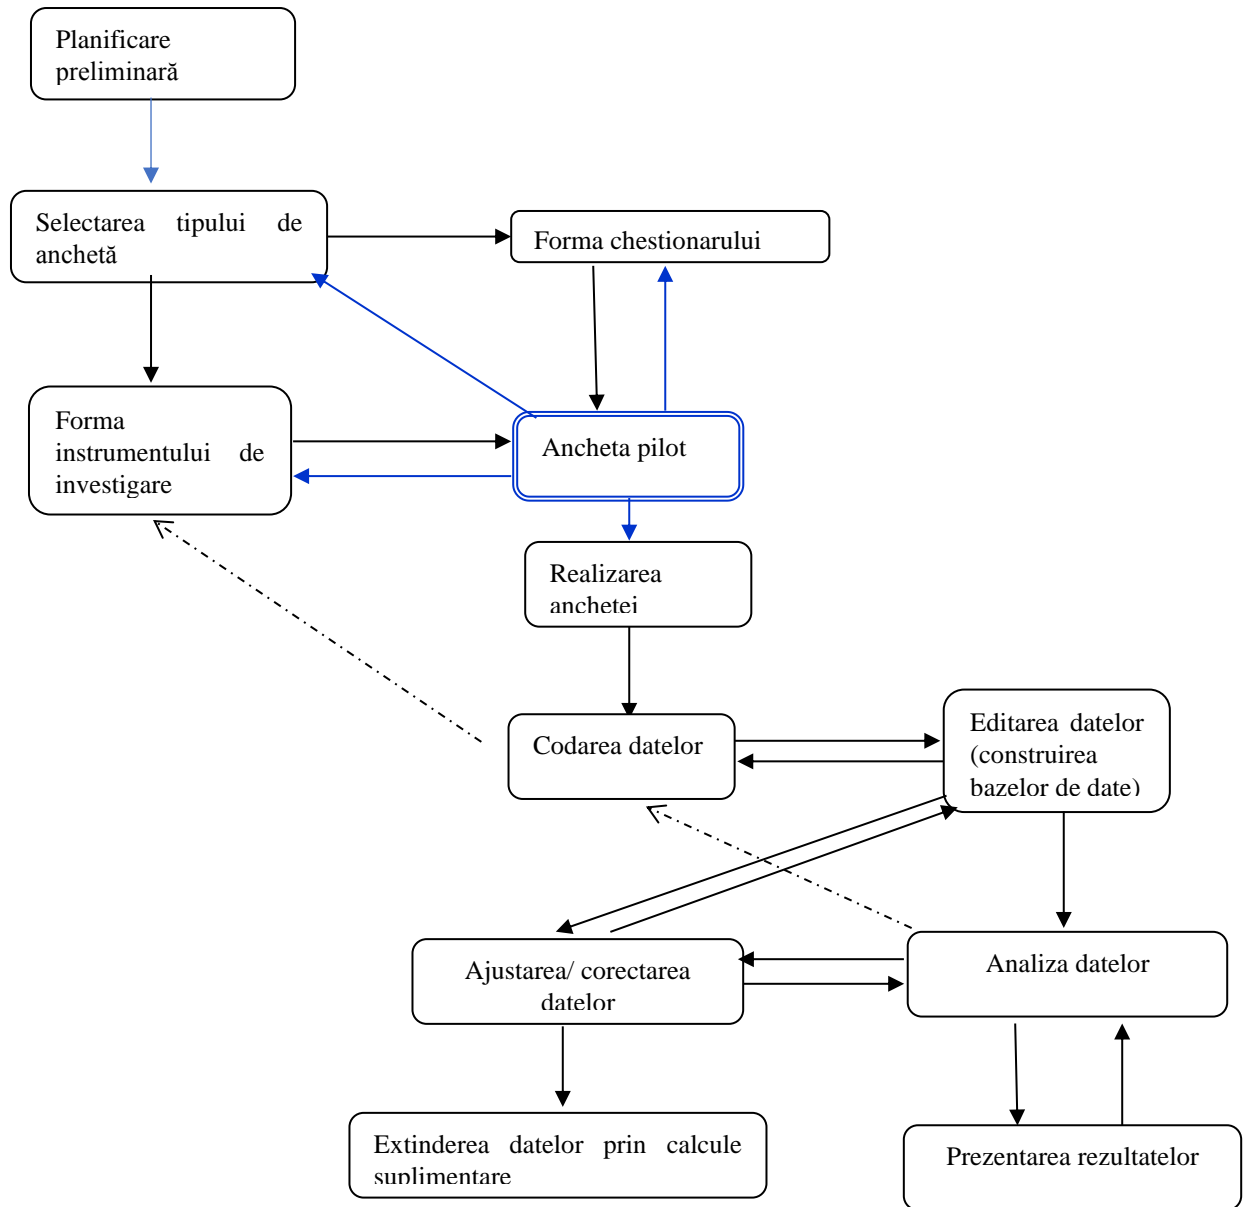 Planificare
preliminară
Selectarea tipului de
anchetă
Forma chestionarului
Forma
instrumentului de
investigare
Ancheta pilot
Realizarea
anchetei
Codarea datelor
Editarea datelor
(construirea
bazelor de date)
Ajustarea/ corectarea
datelor
Analiza datelor
Extinderea datelor prin calcule
suplimentare
Prezentarea rezultatelor